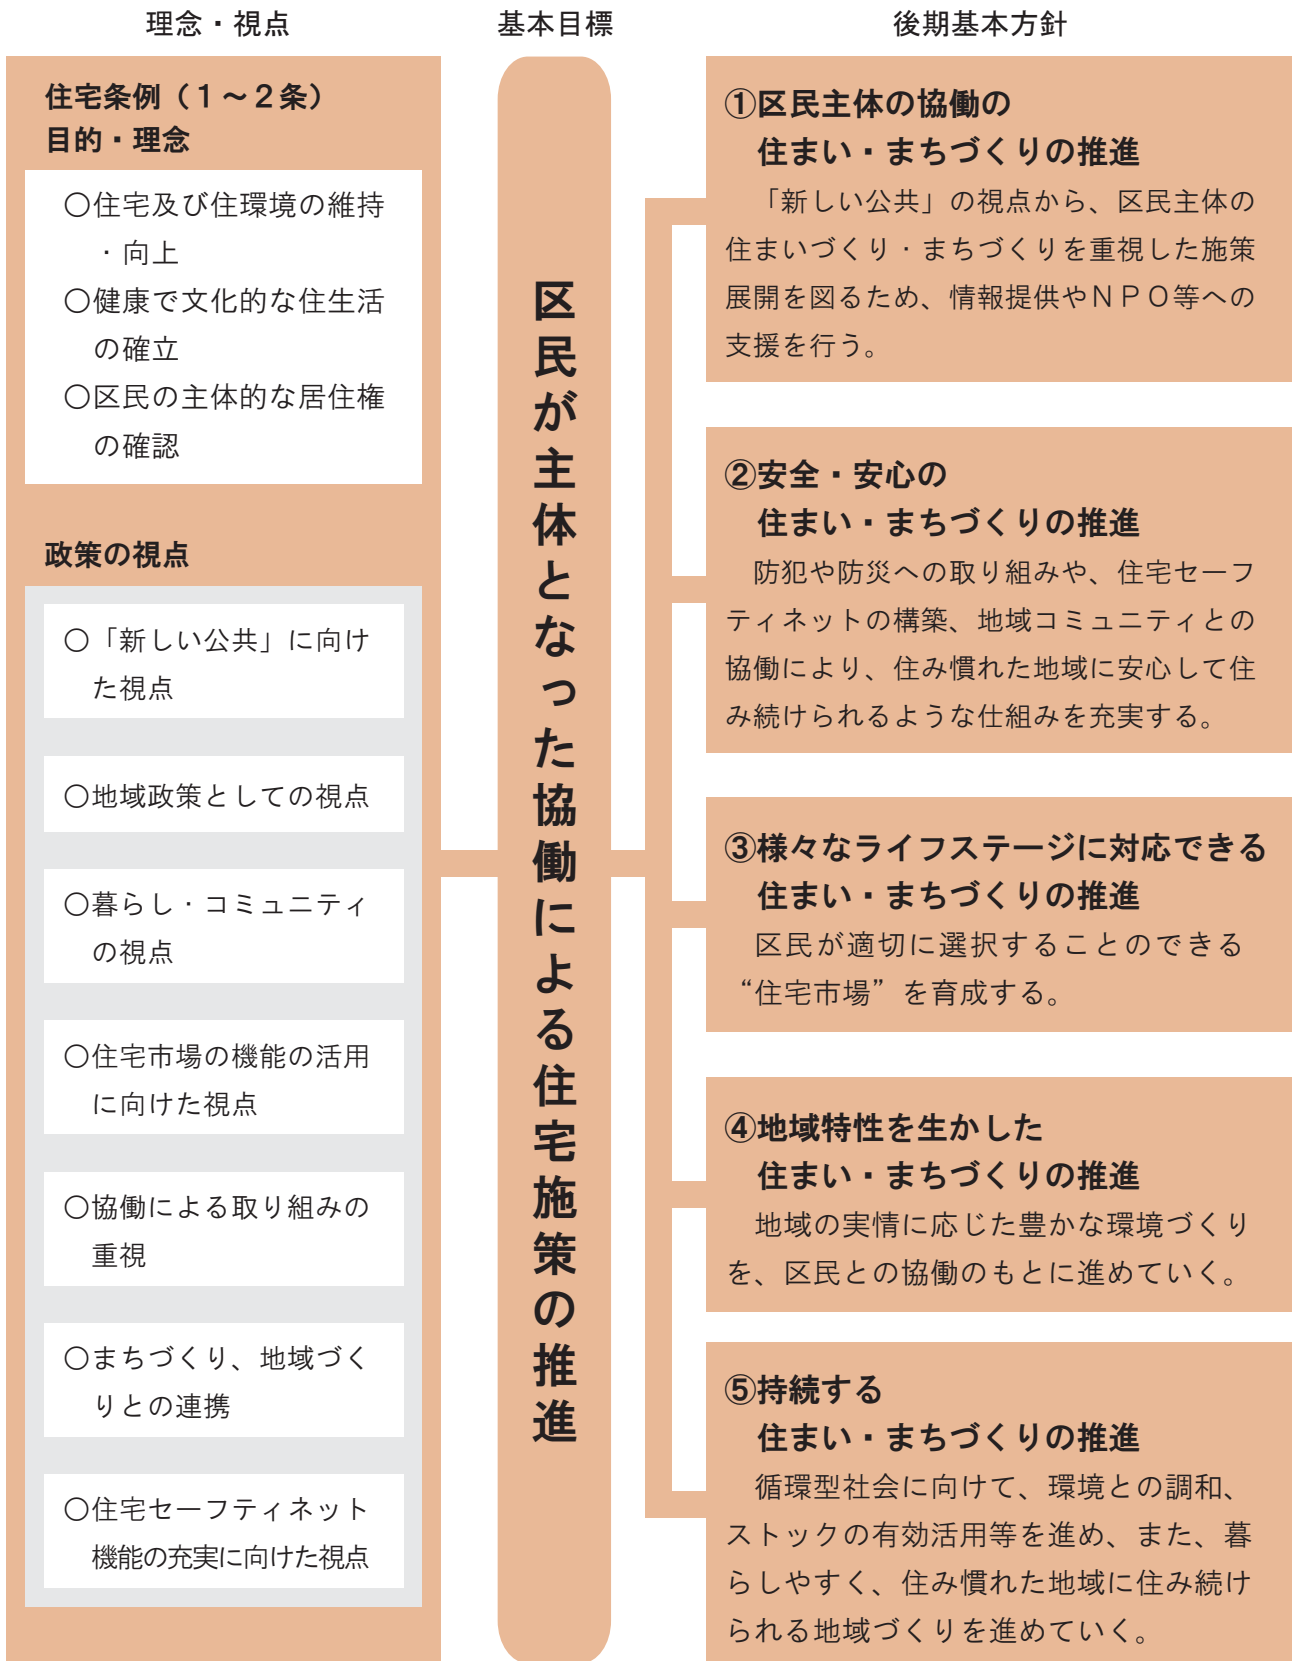 理念・視点
基本目標
後期基本方針
住宅条例（１～２条）
目的・理念
○住宅及び住環境の維持
・向上
○健康で文化的な住生活
の確立
○区民の主体的な居住権
の確認
政策の視点
○「新しい公共」に向け
た視点
○地域政策としての視点
○暮らし・コミュニティ
の視点
○住宅市場の機能の活用
に向けた視点
○協働による取り組みの
重視
○まちづくり、地域づく
りとの連携
○住宅セーフティネット
機能の充実に向けた視点
区民が主体となった協働による住宅施策の推進
①区民主体の協働の
住まい・まちづくりの推進
「新しい公共」の視点から、区民主体の
住まいづくり・まちづくりを重視した施策
展開を図るため、情報提供やＮＰＯ等への
支援を行う。
②安全・安心の
住まい・まちづくりの推進
防犯や防災への取り組みや、住宅セーフ
ティネットの構築、地域コミュニティとの
協働により、住み慣れた地域に安心して住
み続けられるような仕組みを充実する。
③様々なライフステージに対応できる
住まい・まちづくりの推進
区民が適切に選択することのできる
“住宅市場”を育成する。
④地域特性を生かした
住まい・まちづくりの推進
地域の実情に応じた豊かな環境づくり
を、区民との協働のもとに進めていく。
⑤持続する
住まい・まちづくりの推進
循環型社会に向けて、環境との調和、
ストックの有効活用等を進め、また、暮
らしやすく、住み慣れた地域に住み続け
られる地域づくりを進めていく。